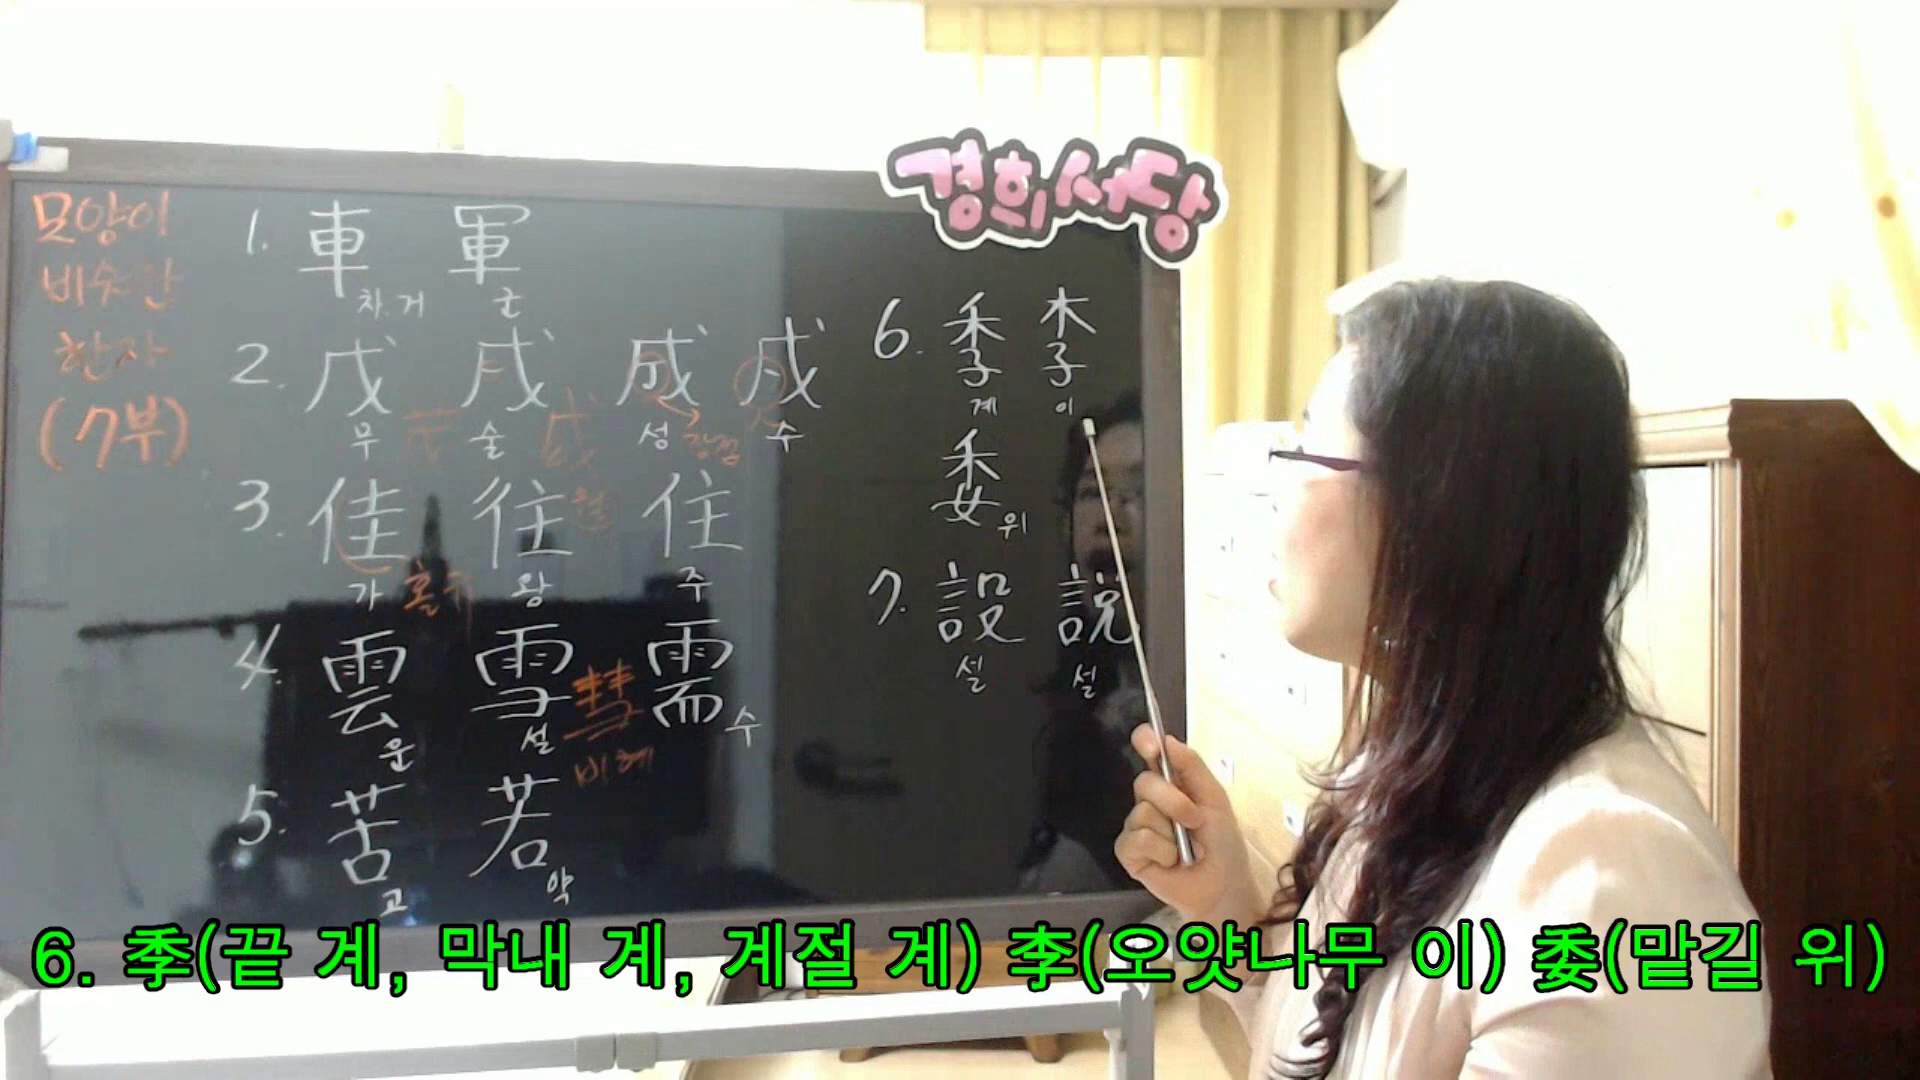 경희서당
모양이
비슷한
한자
(7부)
1. 車 軍
차.거 군
2. 戊 戌 成 戍
무 술 성 수
3. 佳 往 住
가 왕 주
4. 雲 雪 需
운 설 수
彗
비 혜
5. 苦 若
고 약
6. 季 李
계 이
委
위
7. 設 説
설 설
6. 季(끝 계, 막내 계, 계절 계) 李(오얏나무 이) 委(맡길 위)